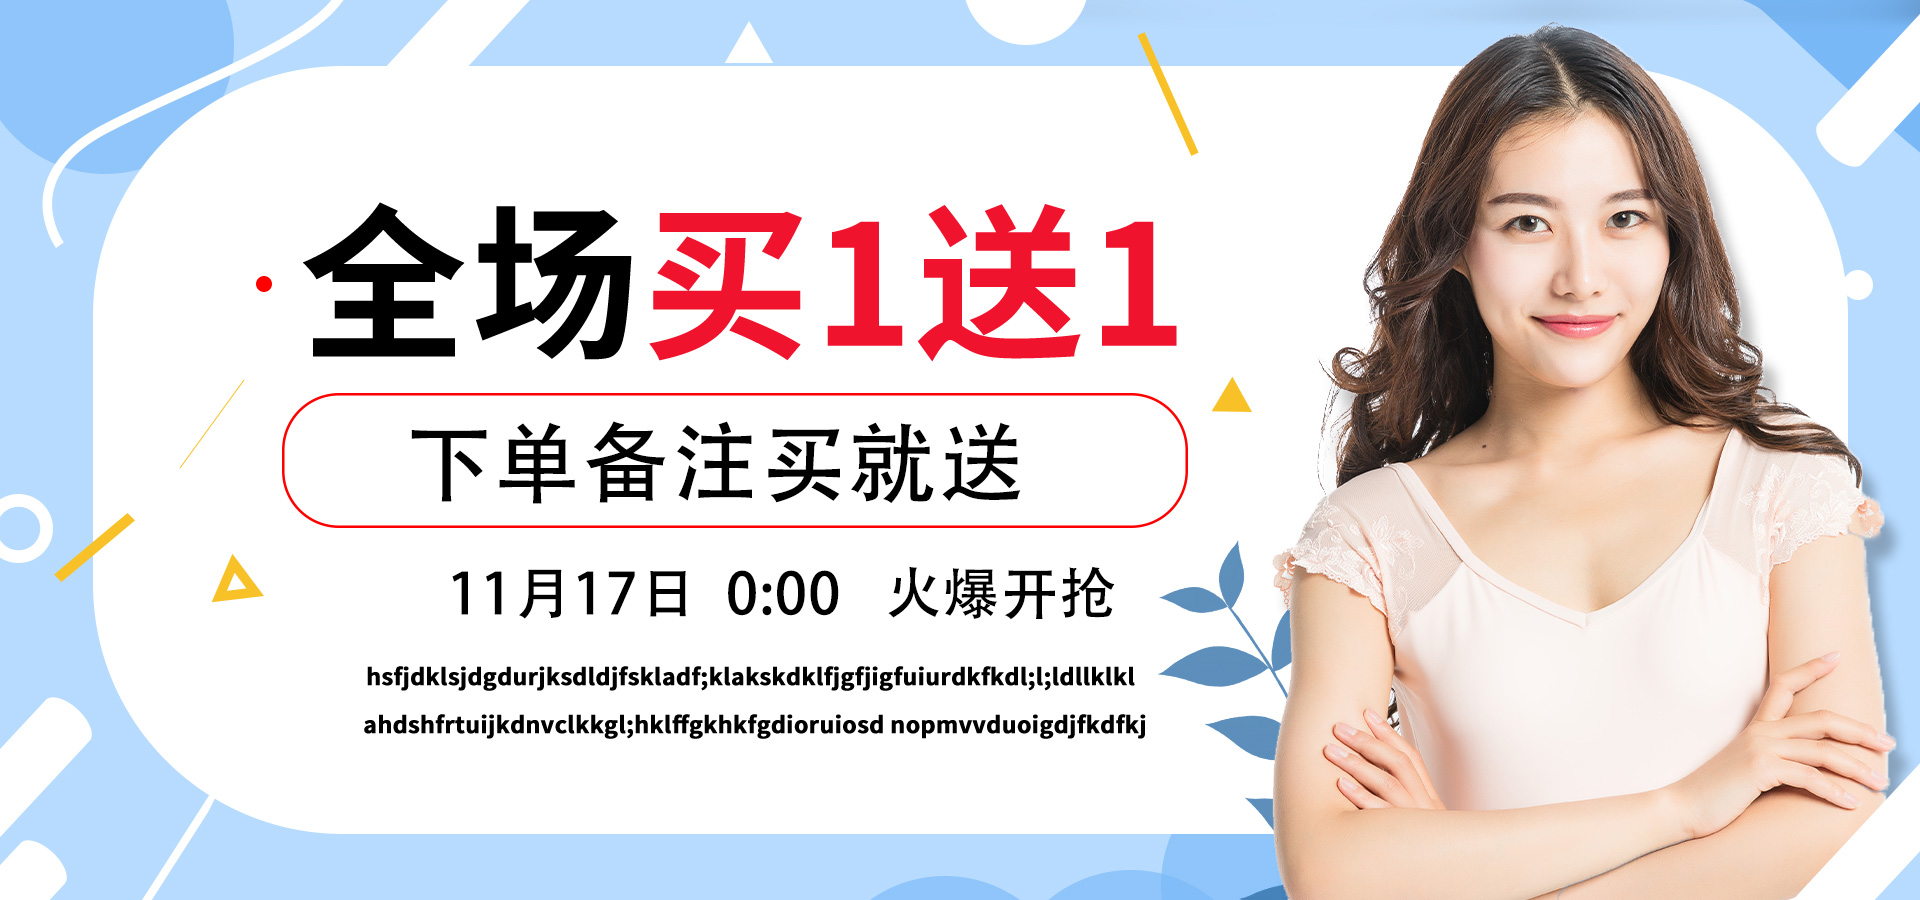 全场买1送1
下单备注买就送
11月17日 0:00 火爆开抢
hsfjdklsjdgdurjksdldjfskladf;klakskdklfjgfjigfuiurdkfkdl;l;ldllklkl
ahdshfrtuijkdnvclkkgl;hklffgkhkfgdioruiosd nopmvvduoigdjfkdfkj